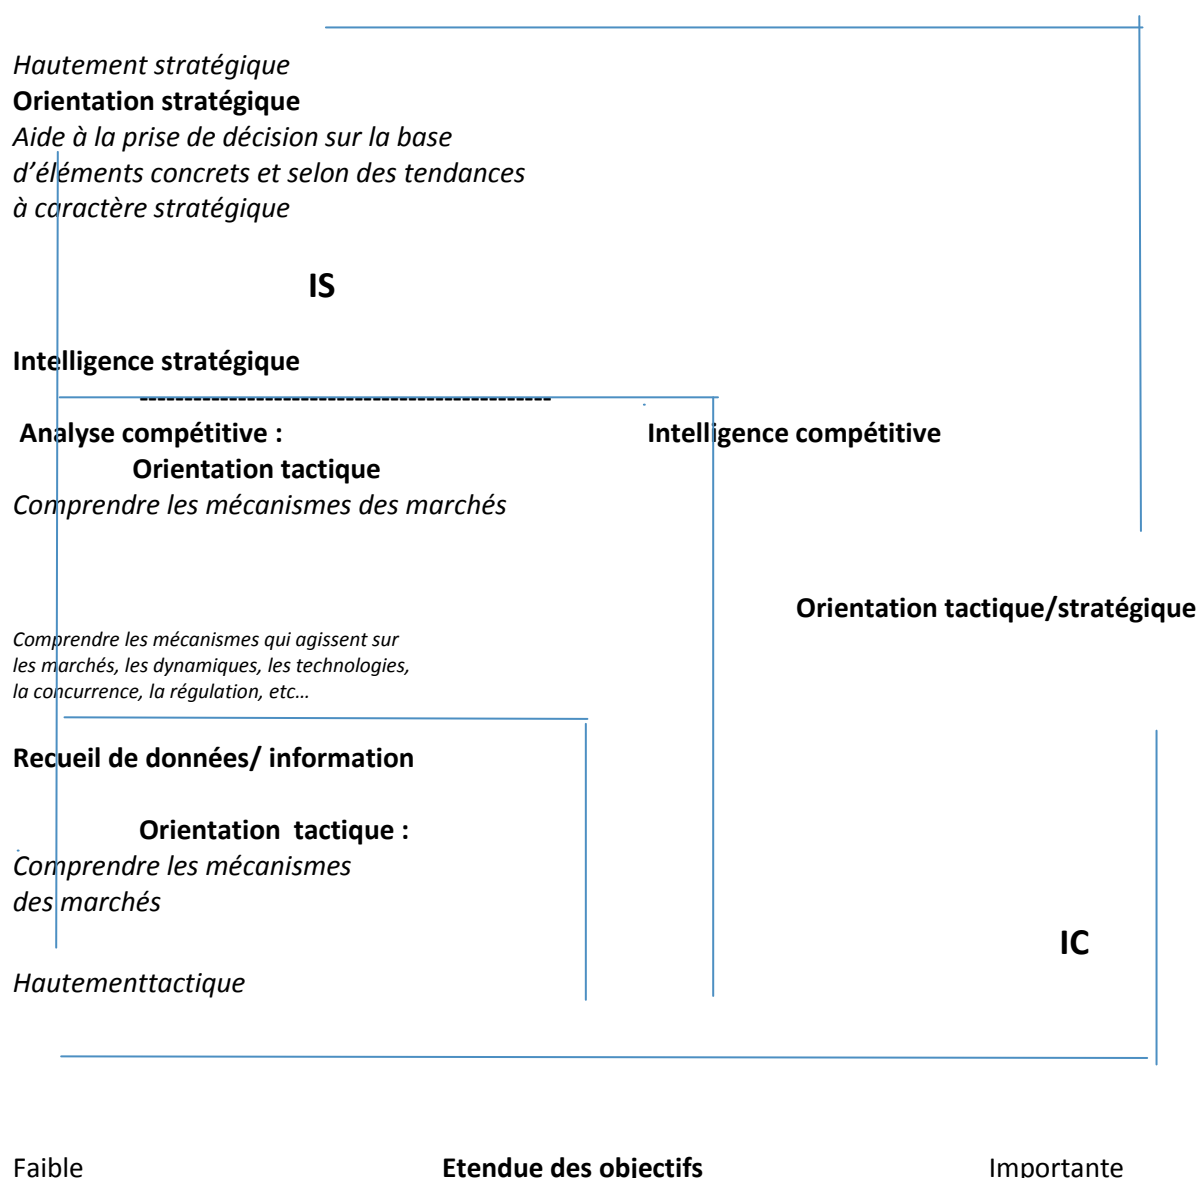 Hautement stratégique
Orientation stratégique
Aide à la prise de décision sur la base
d’éléments concrets et selon des tendances
à caractère stratégique
IS
Intelligence stratégique
----------------------------------------------
Analyse compétitive :
Intelligence compétitive
Orientation tactique
Comprendre les mécanismes des marchés
Orientation tactique/stratégique
Comprendre les mécanismes qui agissent sur
les marchés, les dynamiques, les technologies,
la concurrence, la régulation, etc…
Recueil de données/ information
Orientation tactique :
Comprendre les mécanismes
des marchés
IC
Hautementtactique
Faible
Etendue des objectifs
Importante